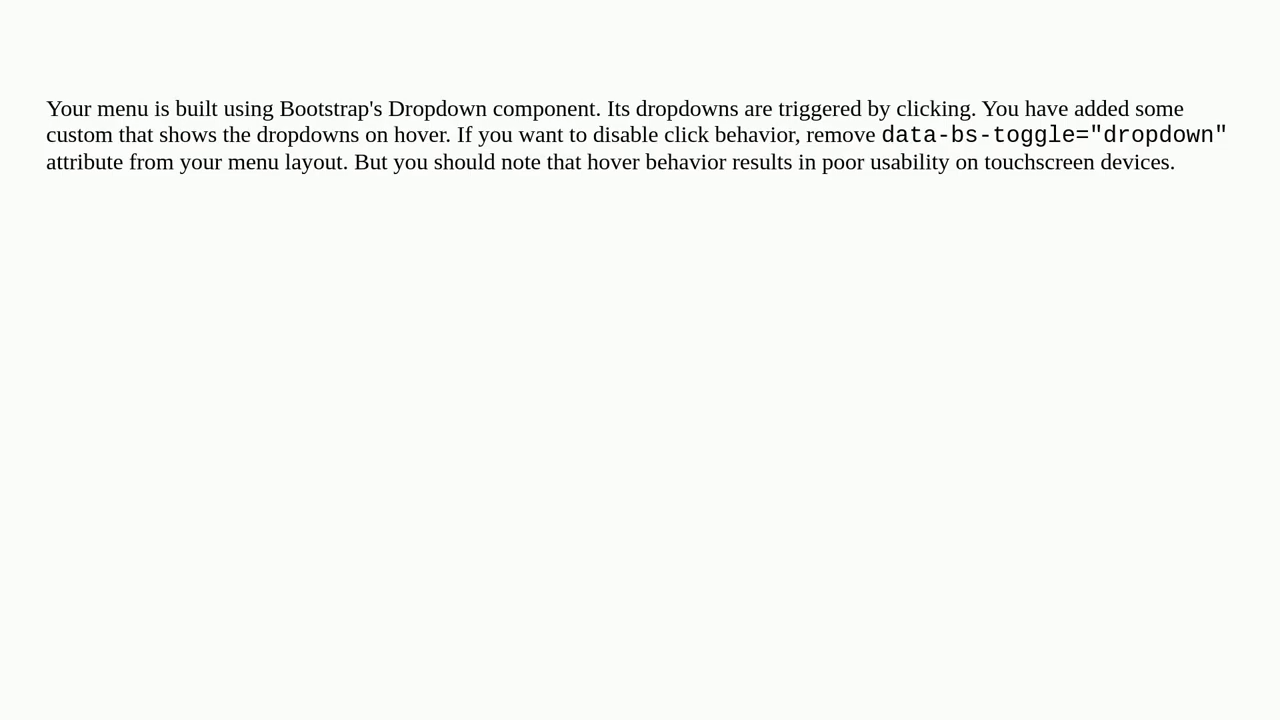 Your menu is built using Bootstrap's Dropdown component. Its dropdowns are triggered by clicking. You have added some
custom that shows the dropdowns on hover. If you want to disable click behavior, remove data-bs-toggle="dropdown"
attribute from your menu layout. But you should note that hover behavior results in poor usability on touchscreen devices.